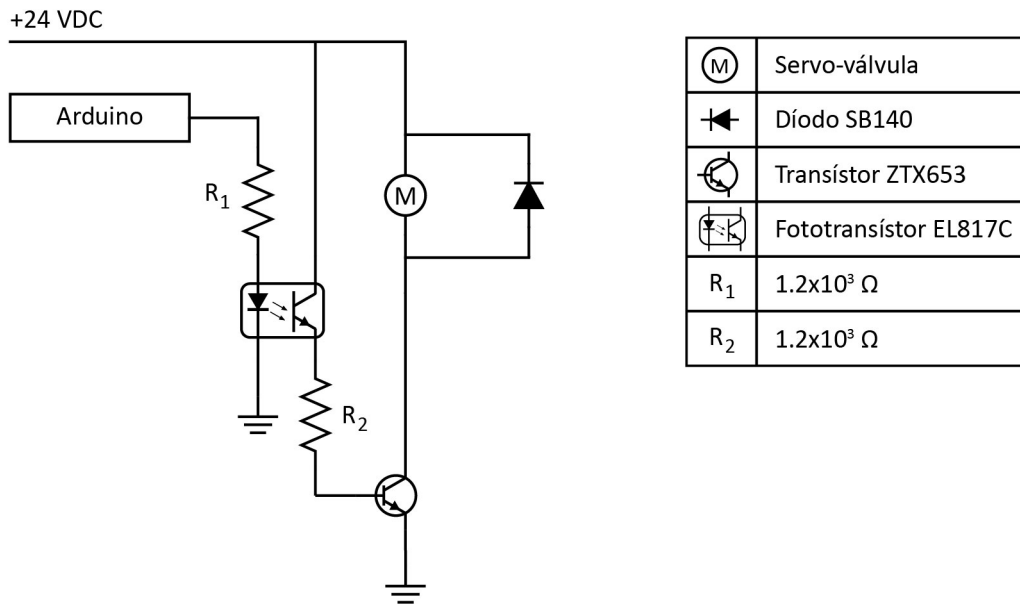 +24 VDC
Arduino
R1
M
R2
M Servo-válvula
Díodo SB140
Transístor ZTX653
Fototransístor EL817C
R1 1.2x10³ Ω
R2 1.2x10³ Ω